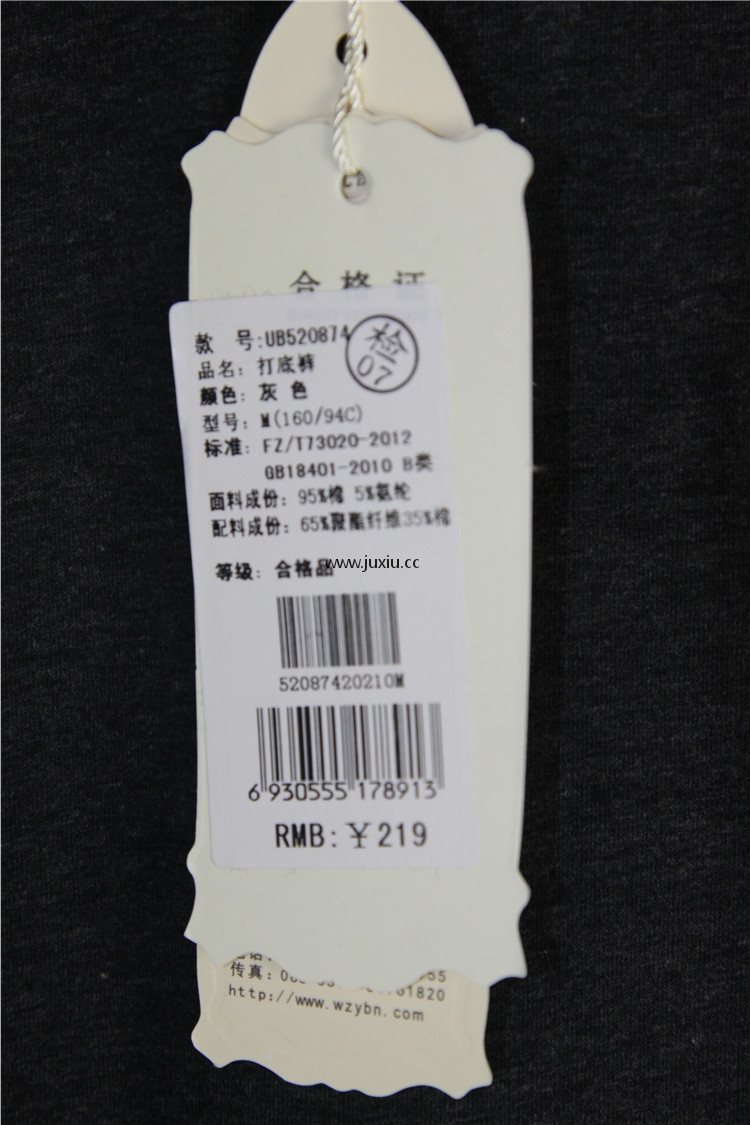 合格证
款 号:UB520874
检
07
品名: 打底裤
颜色: 灰 色
型号: M(160/94C)
标准: FZ/T73020-2012
GB18401-2010 B类
面料成份: 95%棉 5%氨纶
配料成份: 65%聚酯纤维35%棉
等级: 合格品
www.juxiu.cc
52087420210M
6 930555 178913
RMB:￥219
传真:
http://www.wzybn.com